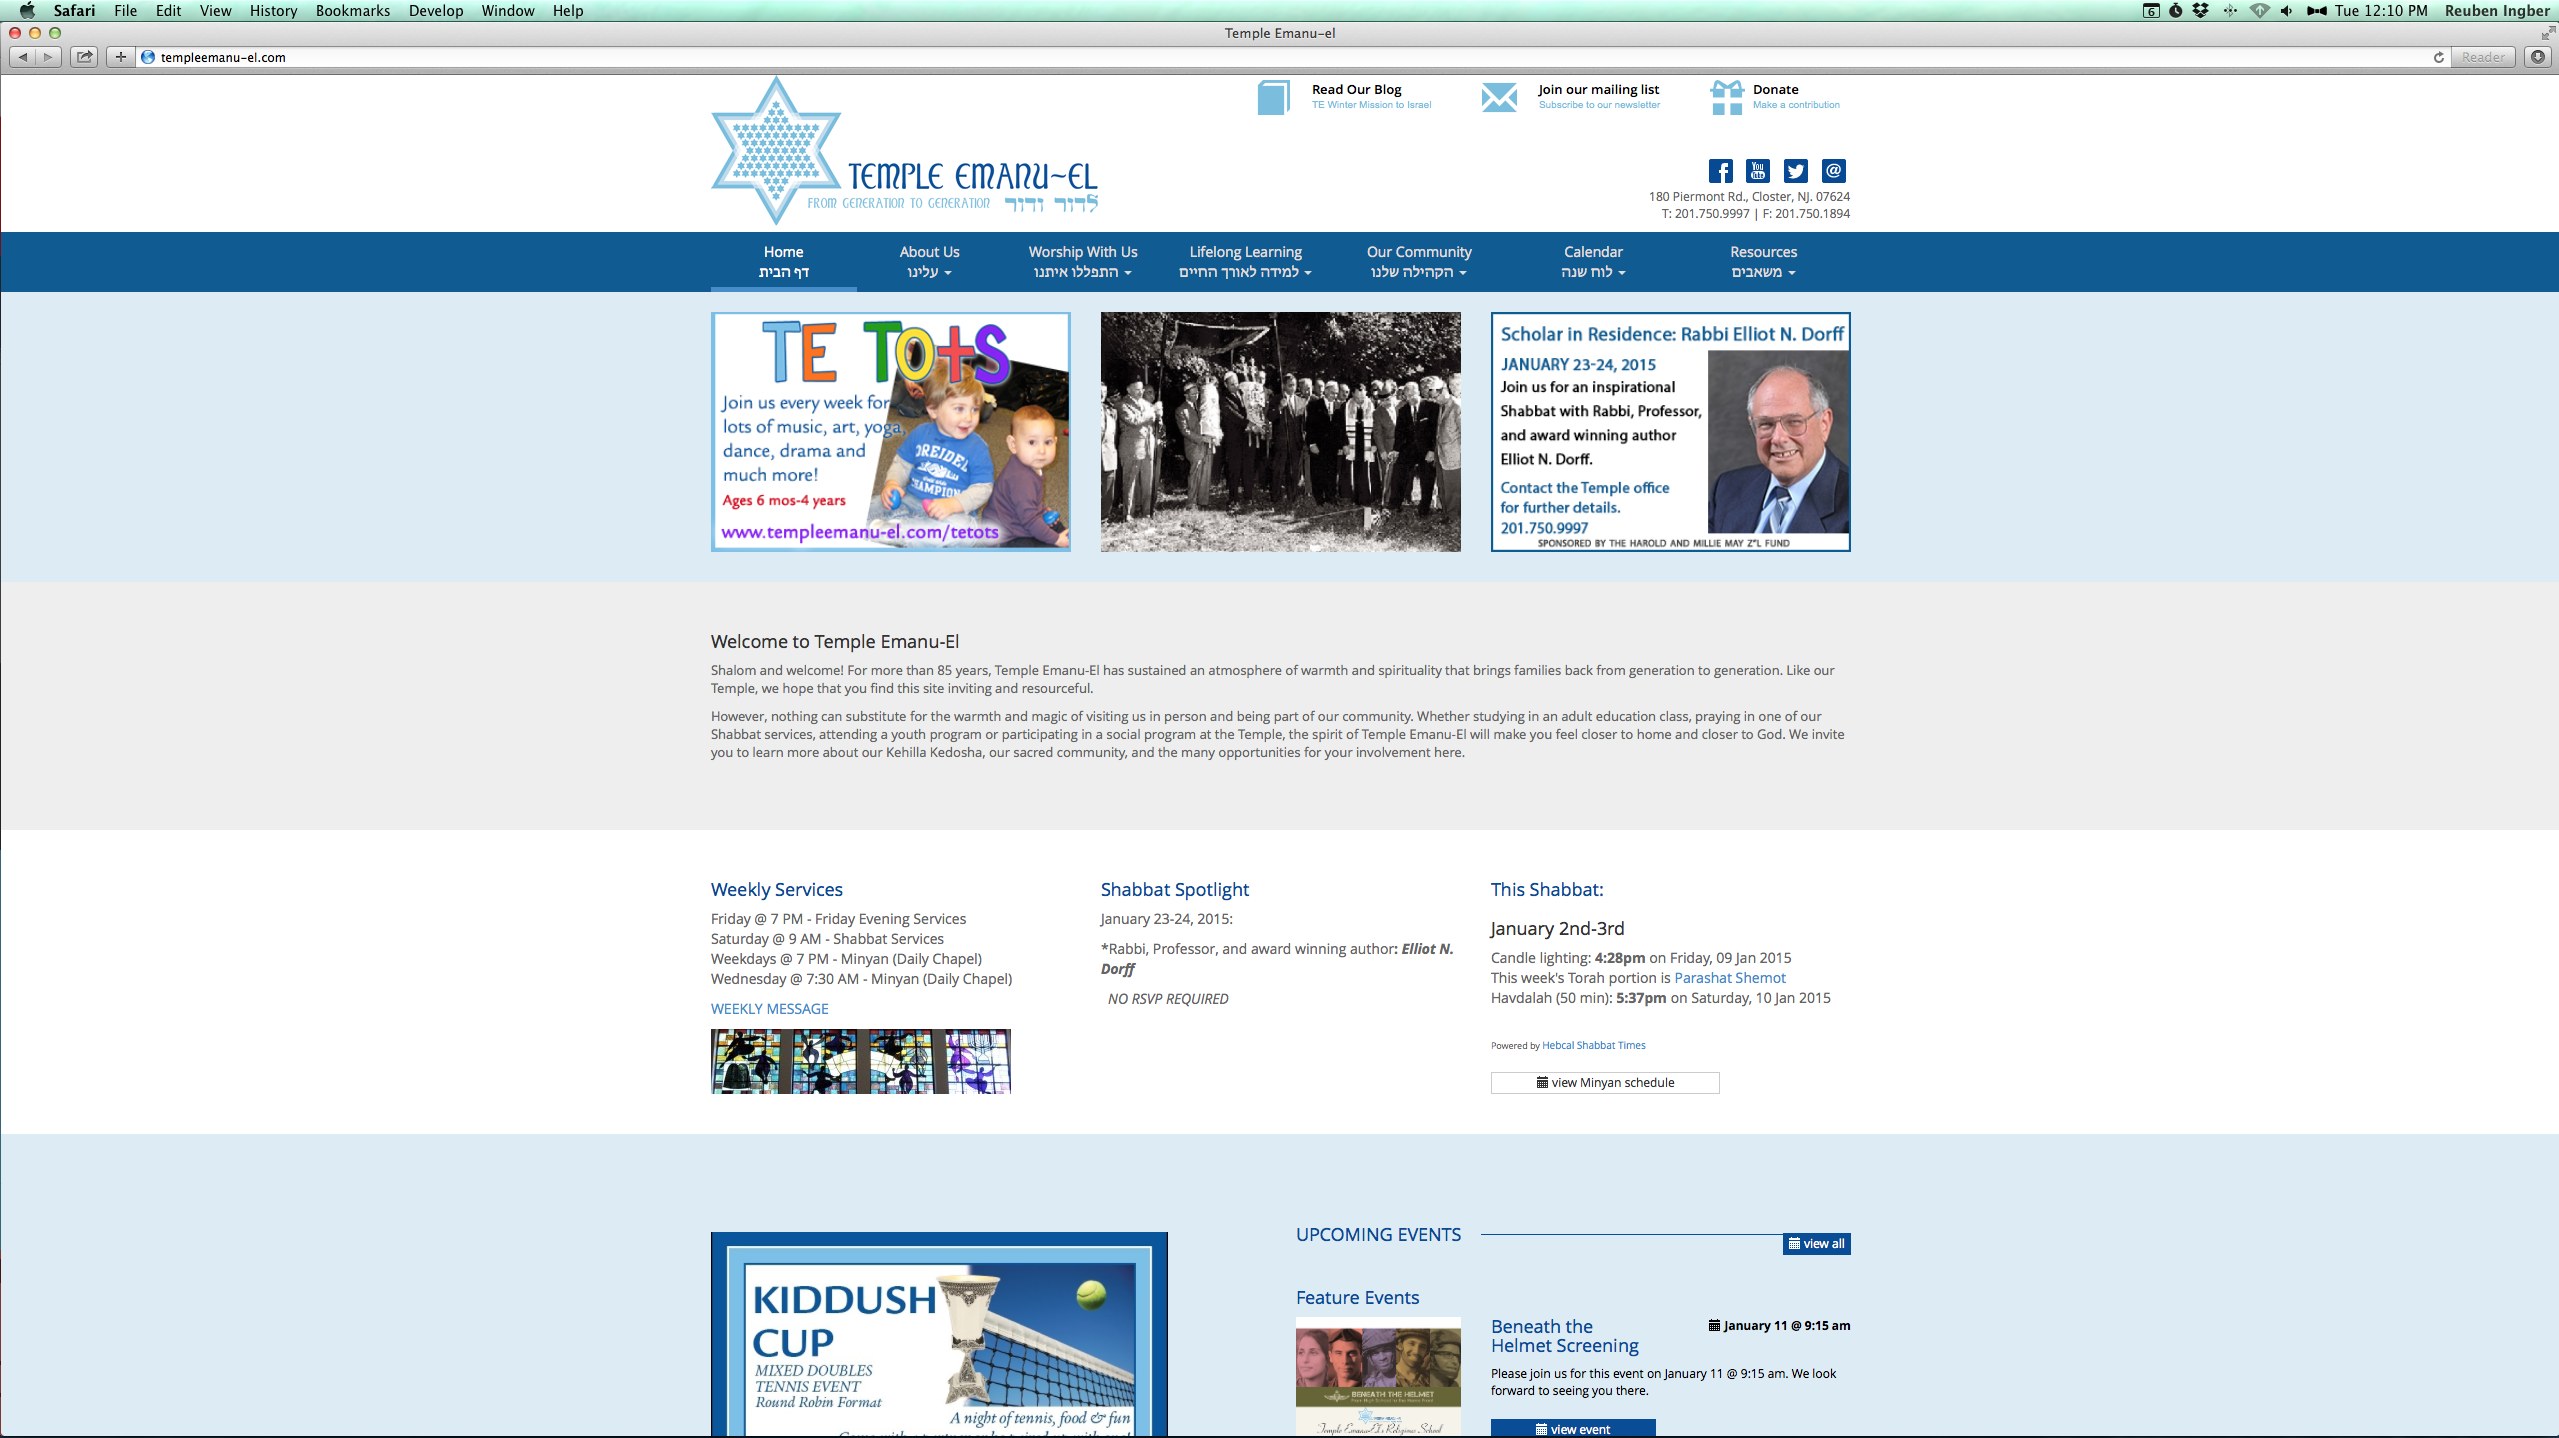 Safari File Edit View History Bookmarks Develop Window Help
6 Tue 12:10 PM Reuben Ingber
Temple Emanu-el
templeemanu-el.com
Reader
Read Our Blog
TE Winter Mission to Israel
Join our mailing list
Subscribe to our newsletter
Donate
Make a contribution
TEMPLE EMANU~EL
FROM GENERATION TO GENERATION לדור ודור
You Tube
180 Piermont Rd., Closter, NJ. 07624
T: 201.750.9997 | F: 201.750.1894
Home
דף הבית
About Us
עלינו
Worship With Us
התפללו איתנו
Lifelong Learning
למידה לאורך החיים
Our Community
הקהילה שלנו
Calendar
לוח שנה
Resources
משאבים
TE TOtS
Join us every week for
lots of music, art, yoga,
dance, drama and
much more!
Ages 6 mos-4 years
www.templeemanu-el.com/tetots
DREIDEL
CHAMPION
Scholar in Residence: Rabbi Elliot N. Dorff
JANUARY 23-24, 2015
Join us for an inspirational
Shabbat with Rabbi, Professor,
and award winning author
Elliot N. Dorff.
Contact the Temple office
for further details.
201.750.9997
SPONSORED BY THE HAROLD AND MILLIE MAY Z"L FUND
Welcome to Temple Emanu-El
Shalom and welcome! For more than 85 years, Temple Emanu-El has sustained an atmosphere of warmth and spirituality that brings families back from generation to generation. Like our
Temple, we hope that you find this site inviting and resourceful.
However, nothing can substitute for the warmth and magic of visiting us in person and being part of our community. Whether studying in an adult education class, praying in one of our
Shabbat services, attending a youth program or participating in a social program at the Temple, the spirit of Temple Emanu-El will make you feel closer to home and closer to God. We invite
you to learn more about our Kehilla Kedosha, our sacred community, and the many opportunities for your involvement here.
Weekly Services
Friday @ 7 PM - Friday Evening Services
Saturday @ 9 AM - Shabbat Services
Weekdays @ 7 PM - Minyan (Daily Chapel)
Wednesday @ 7:30 AM - Minyan (Daily Chapel)
WEEKLY MESSAGE
Shabbat Spotlight
January 23-24, 2015:
*Rabbi, Professor, and award winning author: Elliot N.
Dorff
NO RSVP REQUIRED
This Shabbat:
January 2nd-3rd
Candle lighting: 4:28pm on Friday, 09 Jan 2015
This week's Torah portion is Parashat Shemot
Havdalah (50 min): 5:37pm on Saturday, 10 Jan 2015
Powered by Hebcal Shabbat Times
view Minyan schedule
KIDDUSH
CUP
MIXED DOUBLES
TENNIS EVENT
Round Robin Format
A night of tennis, food & fun
UPCOMING EVENTS
view all
Feature Events
BENEATH THE HELMET
Temple Emanu-El's Religious School
Beneath the
Helmet Screening
January 11 @ 9:15 am
Please join us for this event on January 11 @ 9:15 am. We look
forward to seeing you there.
view event